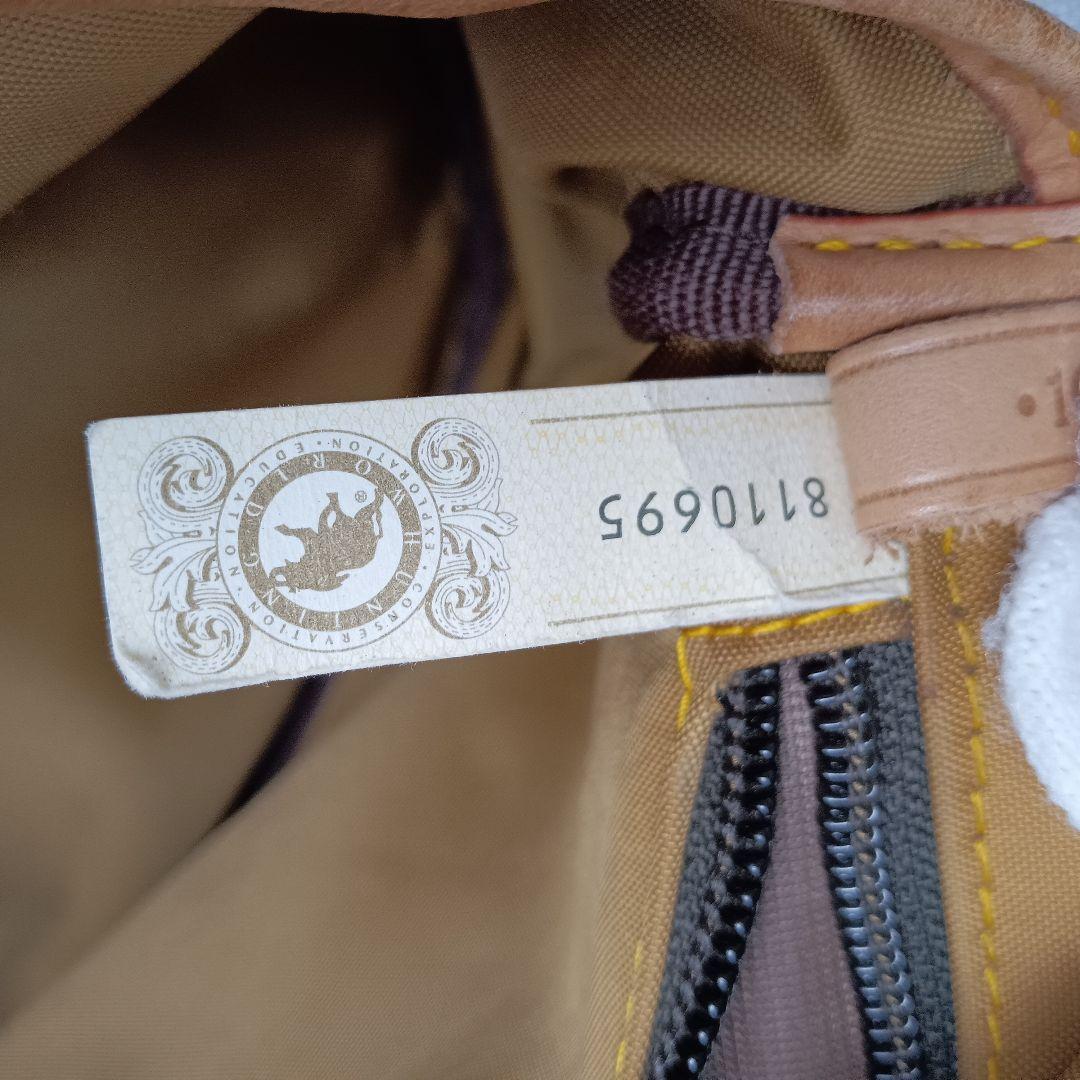 HUNTING WORLD ®
CONSERVATION · EDUCATION · EXPLORATION ·
8110695